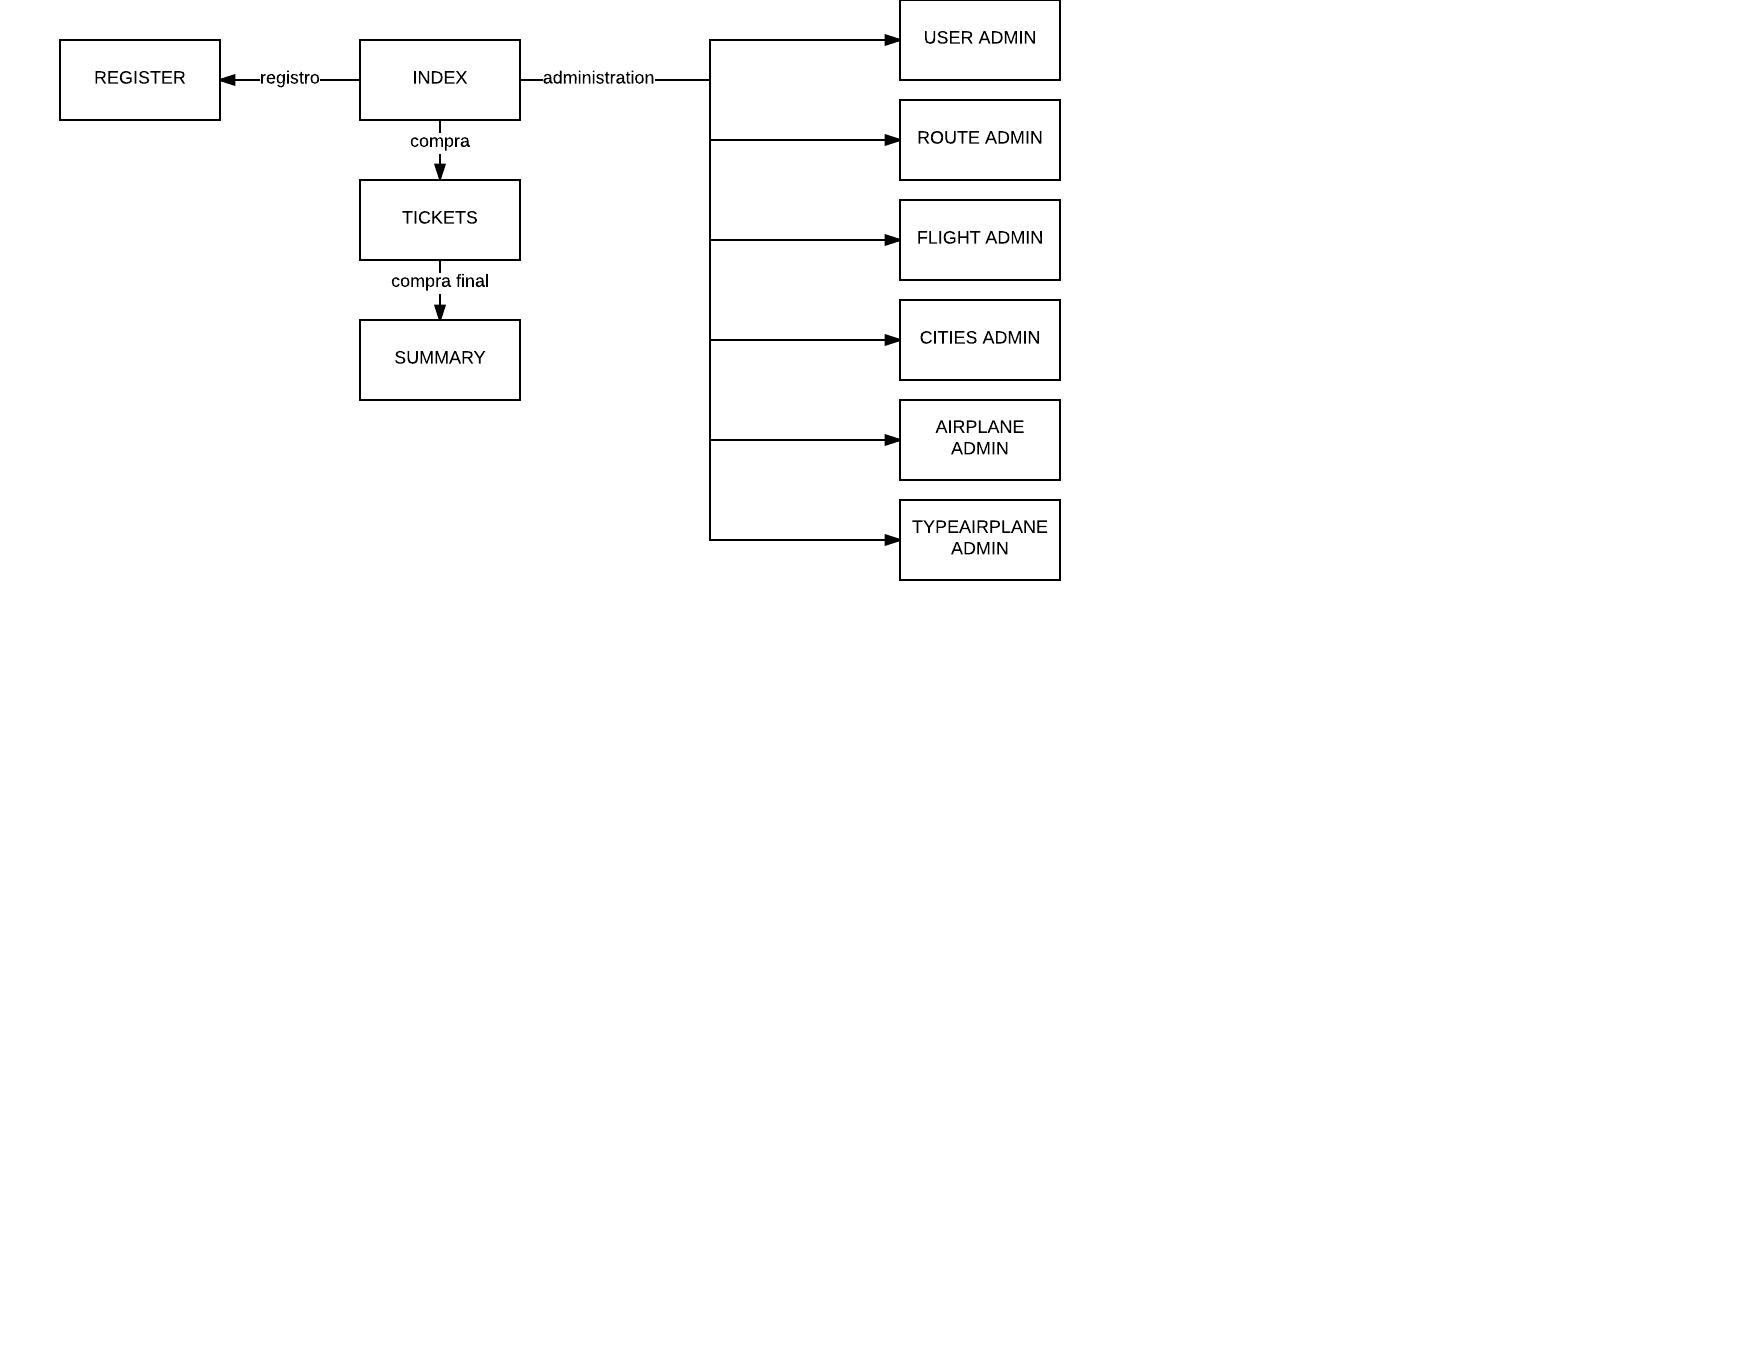 USER ADMIN
REGISTER
registro
INDEX
administration
compra
ROUTE ADMIN
TICKETS
FLIGHT ADMIN
compra final
CITIES ADMIN
SUMMARY
AIRPLANE
ADMIN
TYPEAIRPLANE
ADMIN